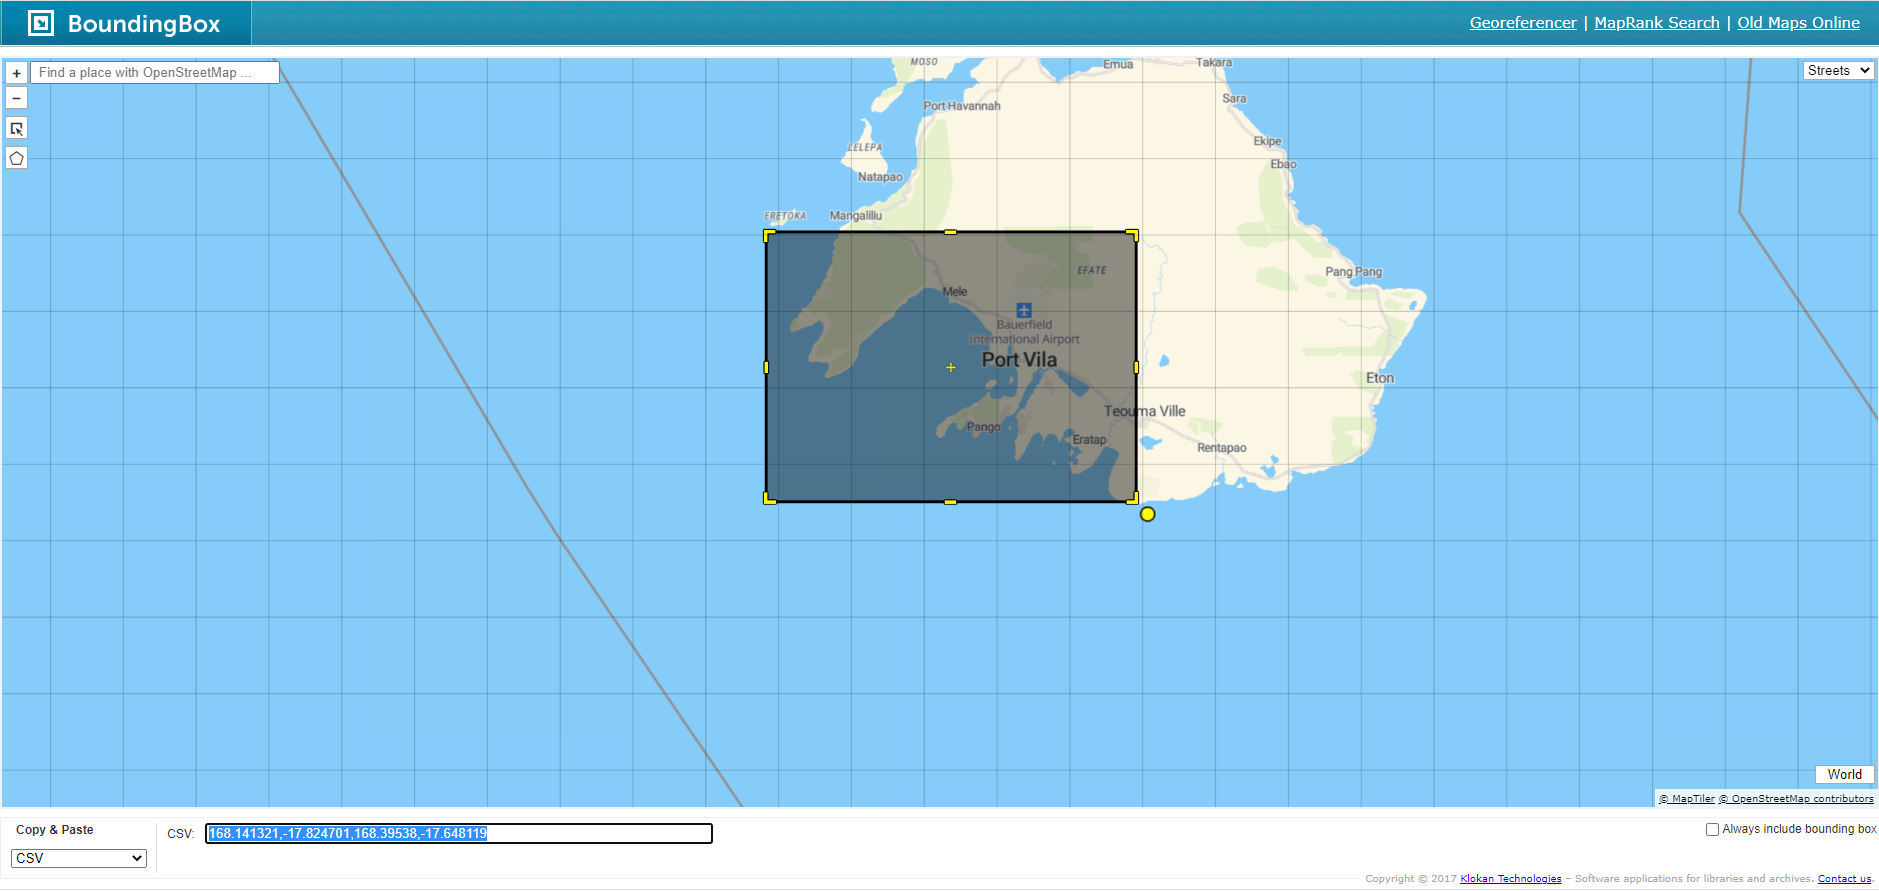 BoundingBox
Georeferencer | MapRank Search | Old Maps Online
+
Find a place with OpenStreetMap ...
Streets
−
MOSO
Emua
Takara
Port Havannah
Sara
LELEPA
Ekipe
Ebao
Natapao
ERETOKA
Mangaliliu
EFATE
Pang Pang
Mele
Bauerfield
International Airport
Port Vila
Eton
Teouma Ville
Pango
Eratap
Rentapao
World
© MapTiler © OpenStreetMap contributors
Copy & Paste
CSV
CSV:
168.141321,-17.824701,168.39538,-17.648119
Always include bounding box
Copyright © 2017 Klokan Technologies – Software applications for libraries and archives. Contact us.